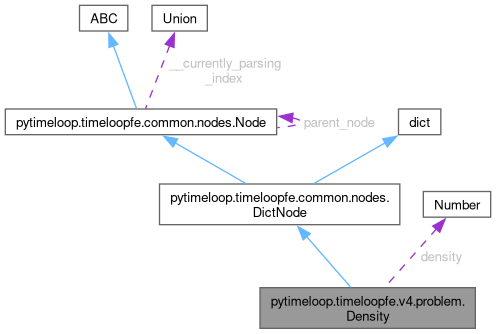 ABC
Union
__currently_parsing
_index
pytimeloop.timeloopfe.common.nodes.Node
parent_node
dict
pytimeloop.timeloopfe.common.nodes.
DictNode
Number
density
pytimeloop.timeloopfe.v4.problem.
Density